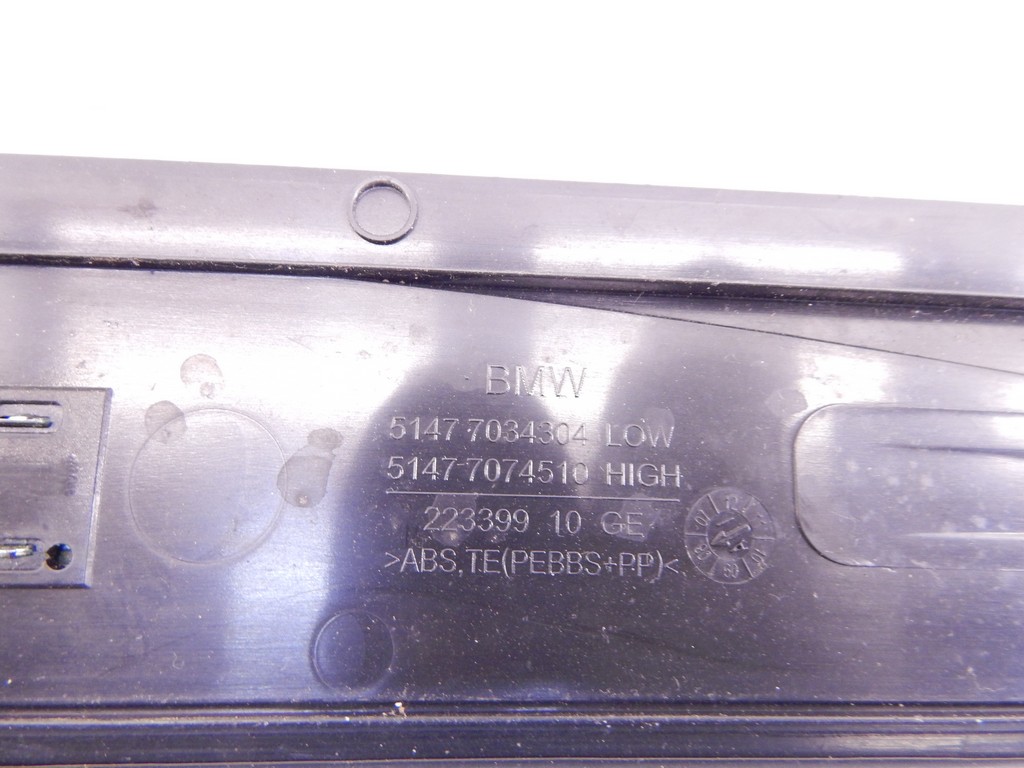 BMW
5147 7034304 LOW
5147 7074510 HIGH
223399 10 GE
>ABS,TE(PEBBS+PP)<